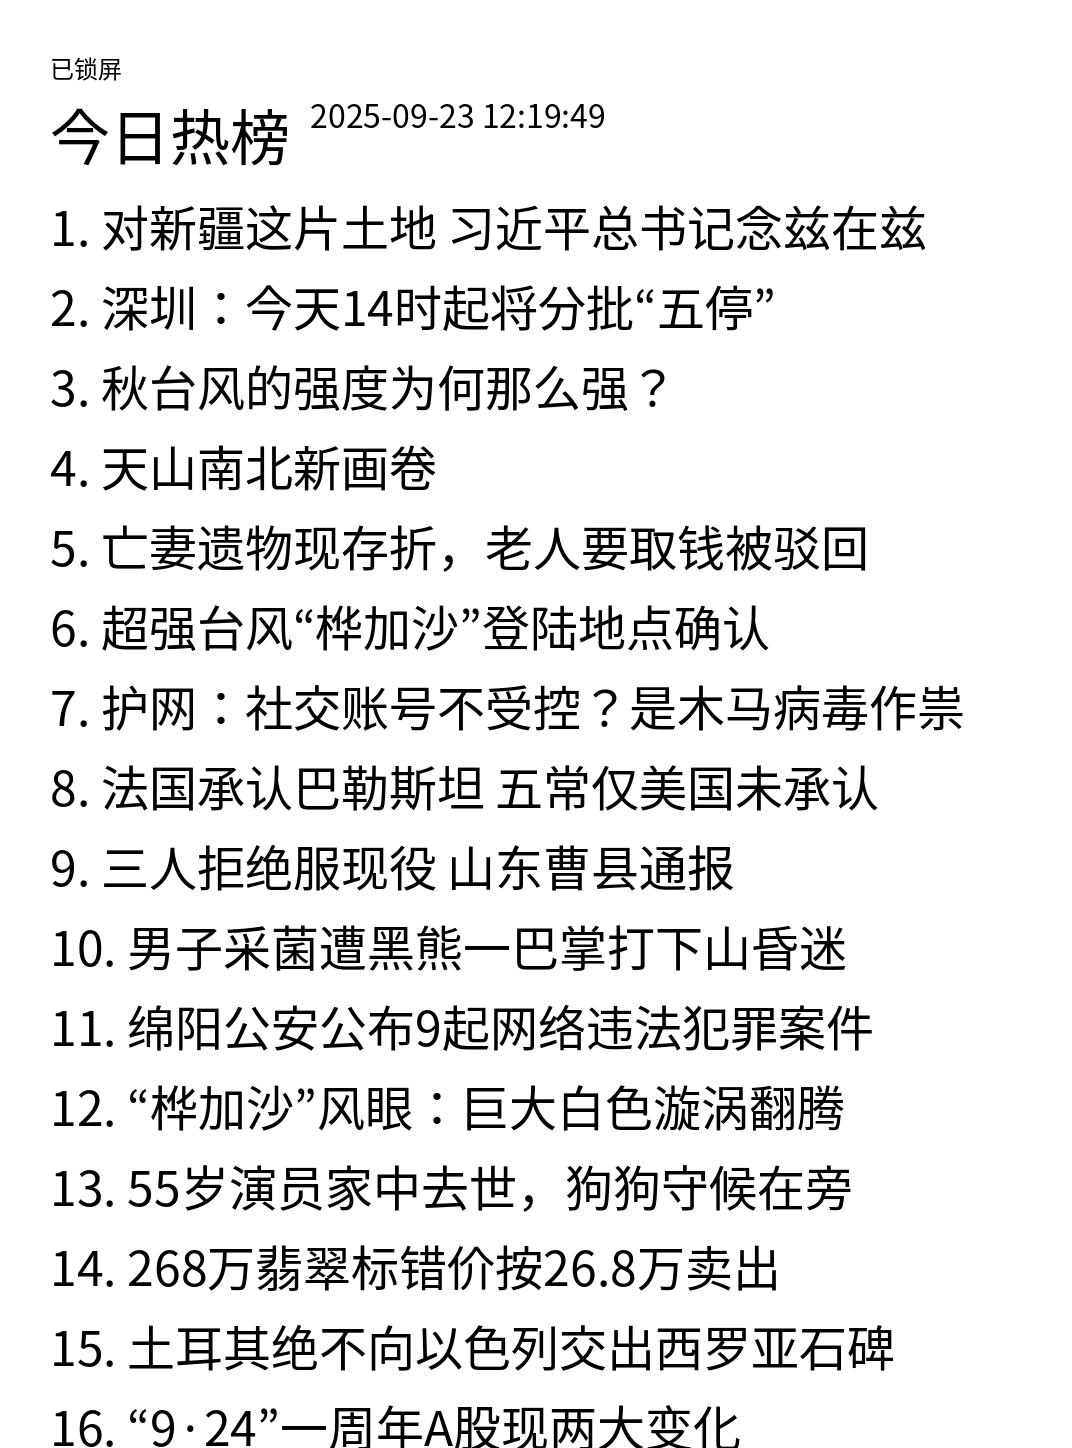 已锁屏
今日热榜 2025-09-23 12:19:49
1. 对新疆这片土地 习近平总书记念兹在兹
2. 深圳：今天14时起将分批“五停”
3. 秋台风的强度为何那么强？
4. 天山南北新画卷
5. 亡妻遗物现存折，老人要取钱被驳回
6. 超强台风“桦加沙”登陆地点确认
7. 护网：社交账号不受控？是木马病毒作祟
8. 法国承认巴勒斯坦 五常仅美国未承认
9. 三人拒绝服现役 山东曹县通报
10. 男子采菌遭黑熊一巴掌打下山昏迷
11. 绵阳公安公布9起网络违法犯罪案件
12. “桦加沙”风眼：巨大白色漩涡翻腾
13. 55岁演员家中去世，狗狗守候在旁
14. 268万翡翠标错价按26.8万卖出
15. 土耳其绝不向以色列交出西罗亚石碑
16. “9·24”一周年A股现两大变化